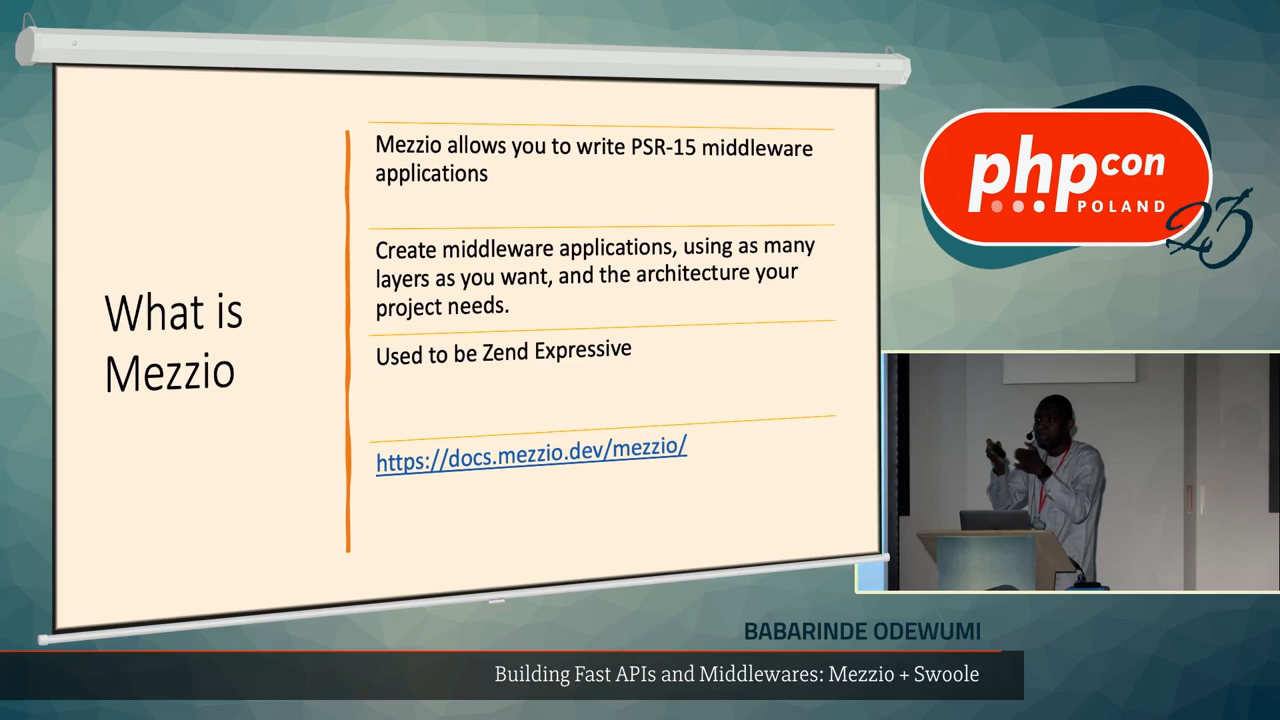 What is
Mezzio
Mezzio allows you to write PSR-15 middleware
applications
Create middleware applications, using as many
layers as you want, and the architecture your
project needs.
Used to be Zend Expressive
https://docs.mezzio.dev/mezzio/
phpcon
POLAND
23
BABARINDE ODEWUMI
Building Fast APIs and Middlewares: Mezzio + Swoole